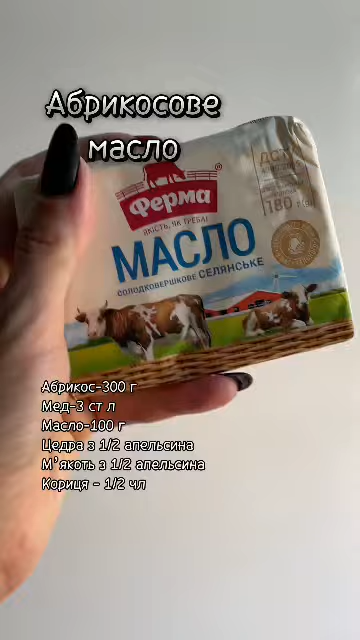 Абрикосове
масло
Ферма
ЯКІСТЬ, ЯК ТРЕБА!
МАСЛО
СОЛОДКОВЕРШКОВЕ СЕЛЯНСЬКЕ
ДСТУ
180 г
Абрикос-300 г
Мед-3 ст л
Масло-100 г
Цедра з 1/2 апельсина
М'якоть з 1/2 апельсина
Кориця - 1/2 чл